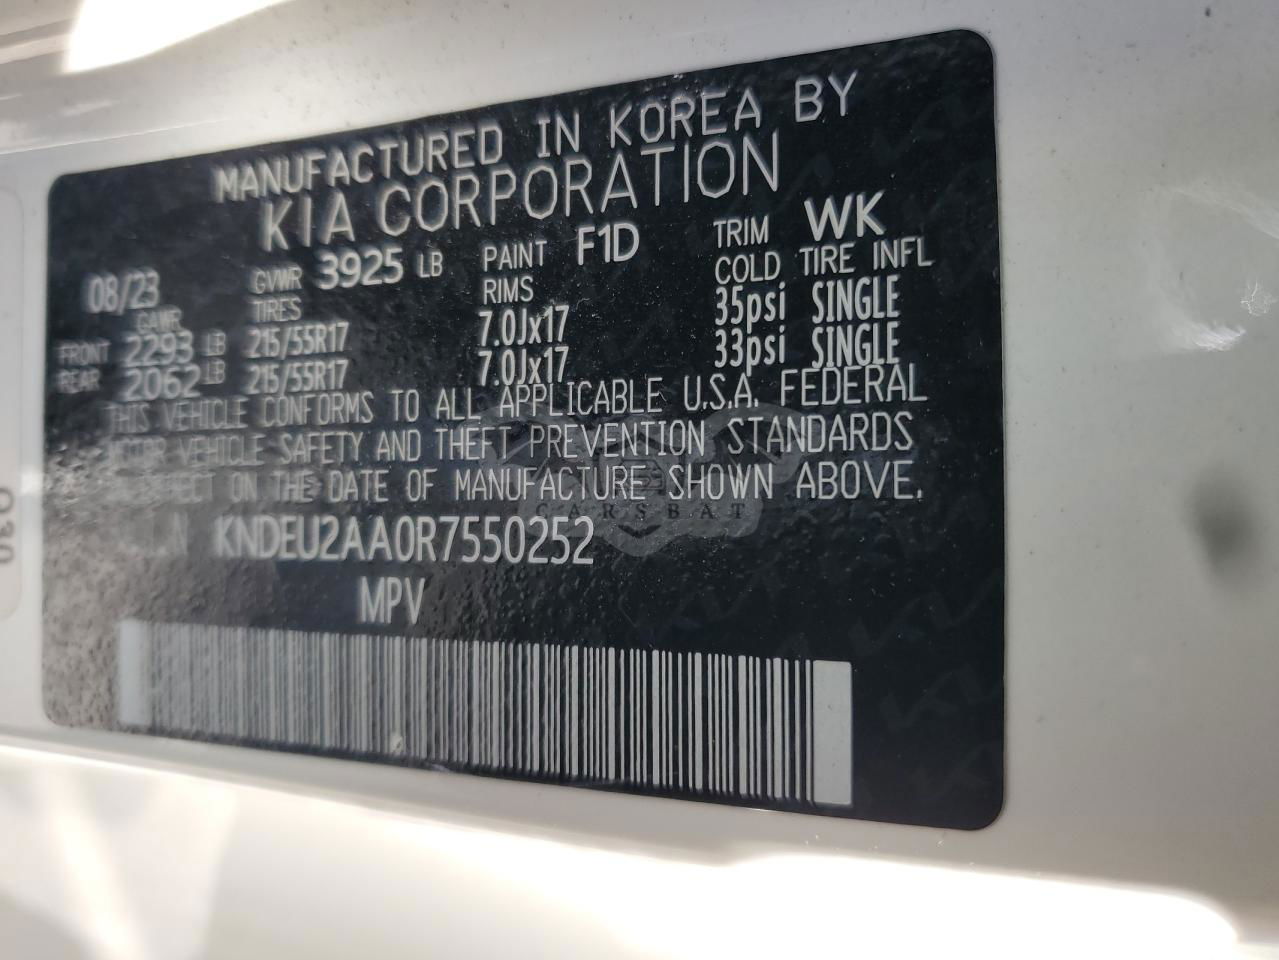 MANUFACTURED IN KOREA BY
KIA CORPORATION
08/23 GVWR 3925 LB PAINT F1D TRIM WK
GAWR TIRES RIMS COLD TIRE INFL
FRONT 2293 LB 215/55R17 7.0Jx17 35psi SINGLE
REAR 2062 LB 215/55R17 7.0Jx17 33psi SINGLE
THIS VEHICLE CONFORMS TO ALL APPLICABLE U.S.A. FEDERAL
MOTOR VEHICLE SAFETY AND THEFT PREVENTION STANDARDS
EFFECT ON THE DATE OF MANUFACTURE SHOWN ABOVE.
KNDEU2AA0R7550252
MPV
CARSBAT